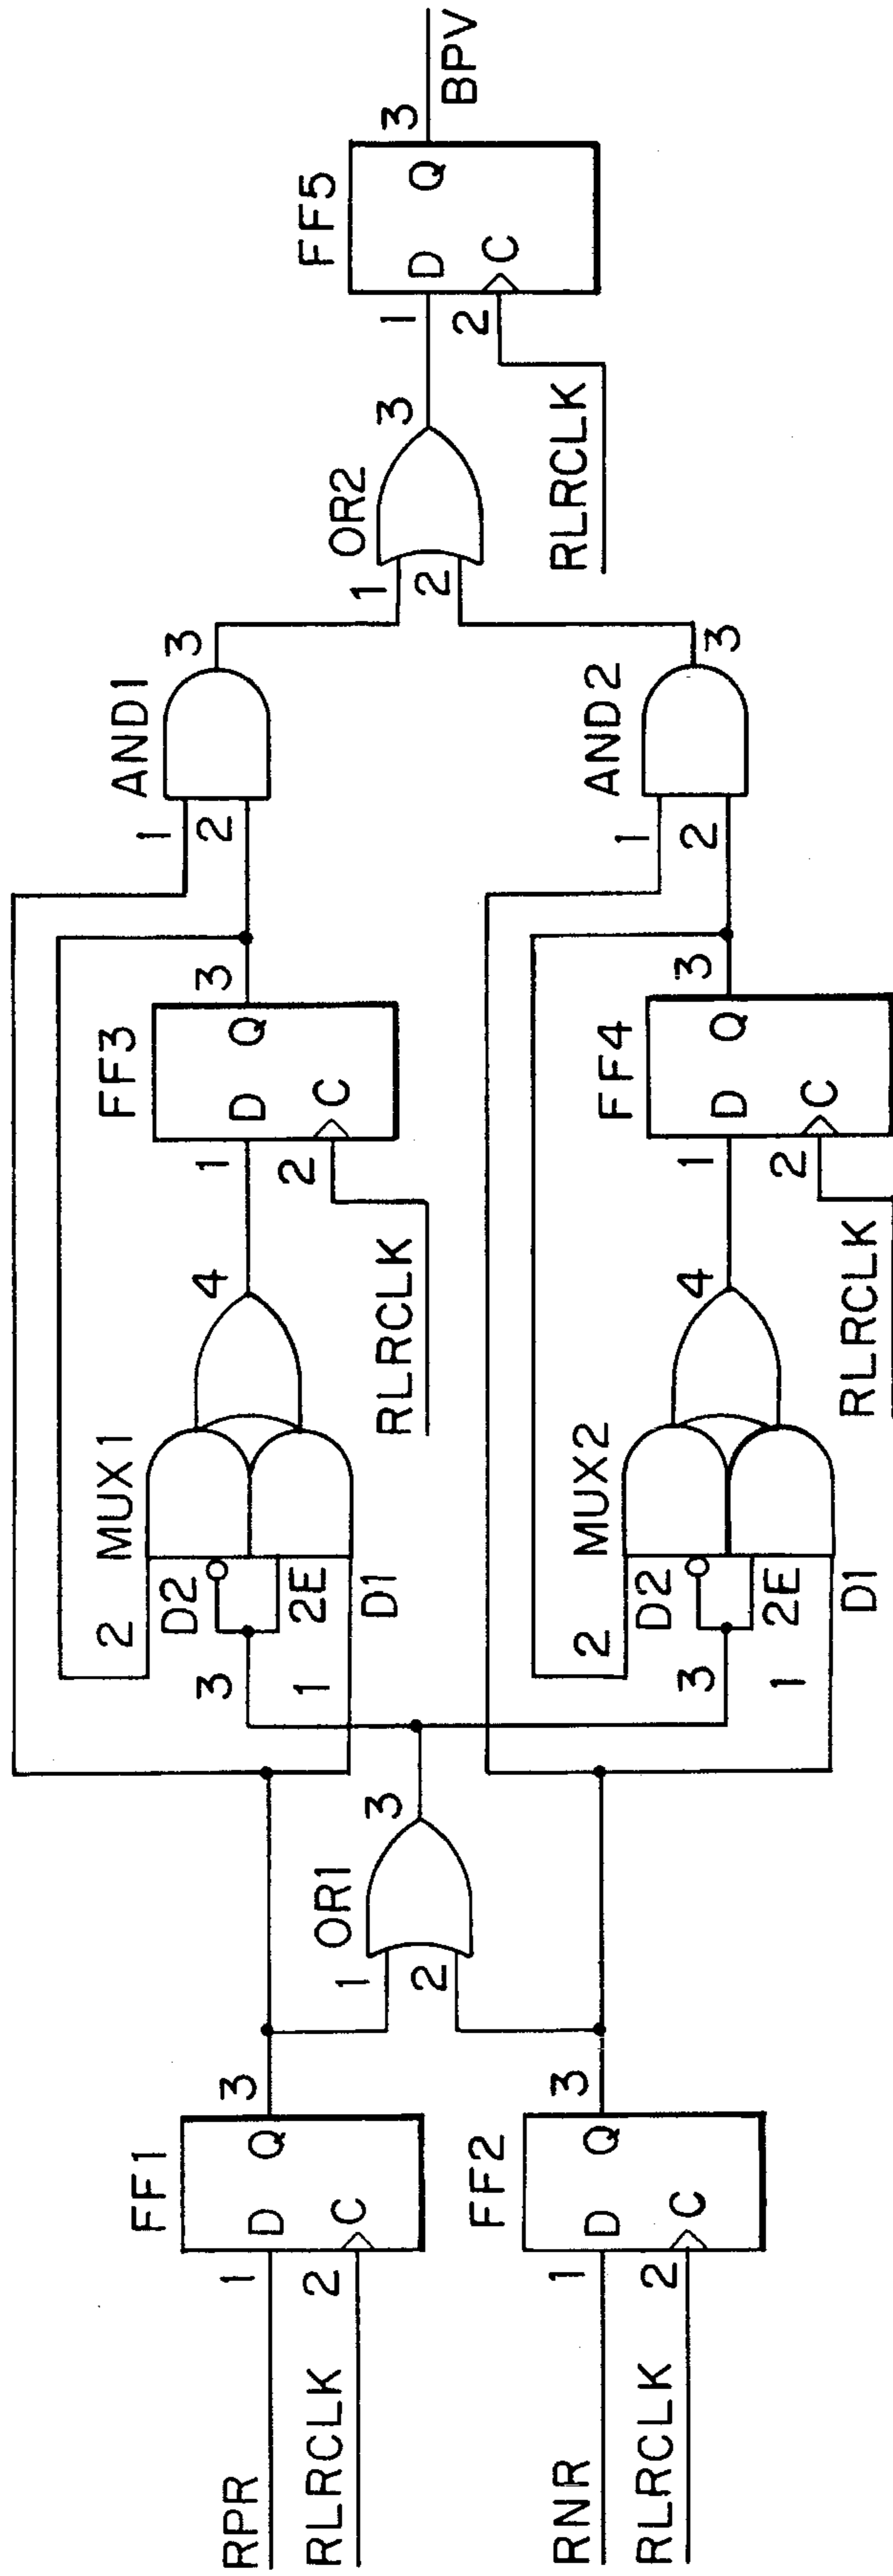 RPR
1
FF1
D Q
3
RLRCLK
2
C
RNR
1
FF2
D Q
3
RLRCLK
2
C
OR1
1
2
3
MUX1
2
D2
3
2E
1
D1
4
FF3
1
D Q
3
2
C
RLRCLK
AND1
1
2
3
MUX2
2
D2
3
2E
1
D1
4
FF4
1
D Q
3
2
C
RLRCLK
AND2
1
2
3
OR2
1
2
3
FF5
1
D Q
3
2
C
RLRCLK
BPV